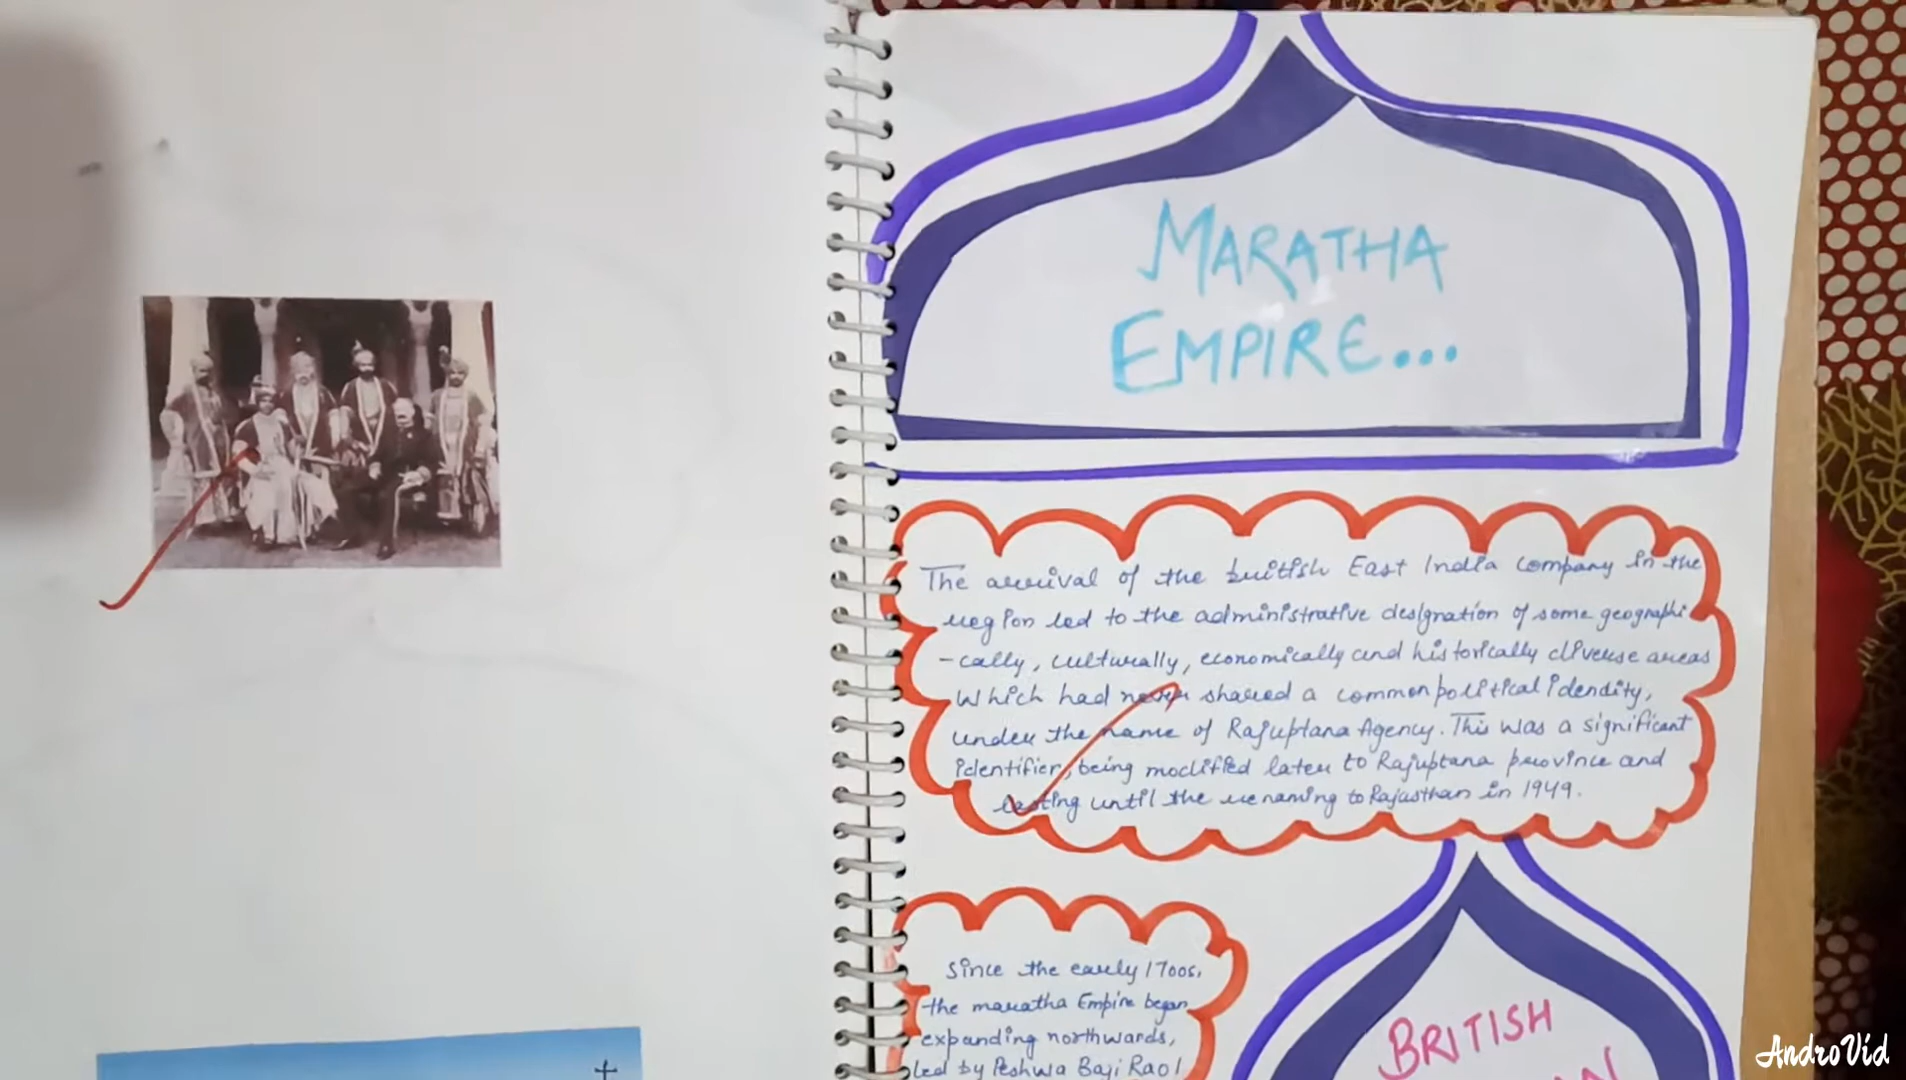 MARATHA
EMPIRE...
The arrival of the british East India company in the
region led to the administrative designation of some geographi
-cally, culturally, economically and historically diverse areas
Which had never shared a common political idendity,
under the name of Rajuptana Agency. This was a significant
identifier, being modified later to Rajuptana province and
lasting until the renaming to Rajasthan in 1949.
Since the early 1700s,
the maratha Empire began
expanding northwards,
led by Peshwa Baji Rao I
BRITISH
AndroVid